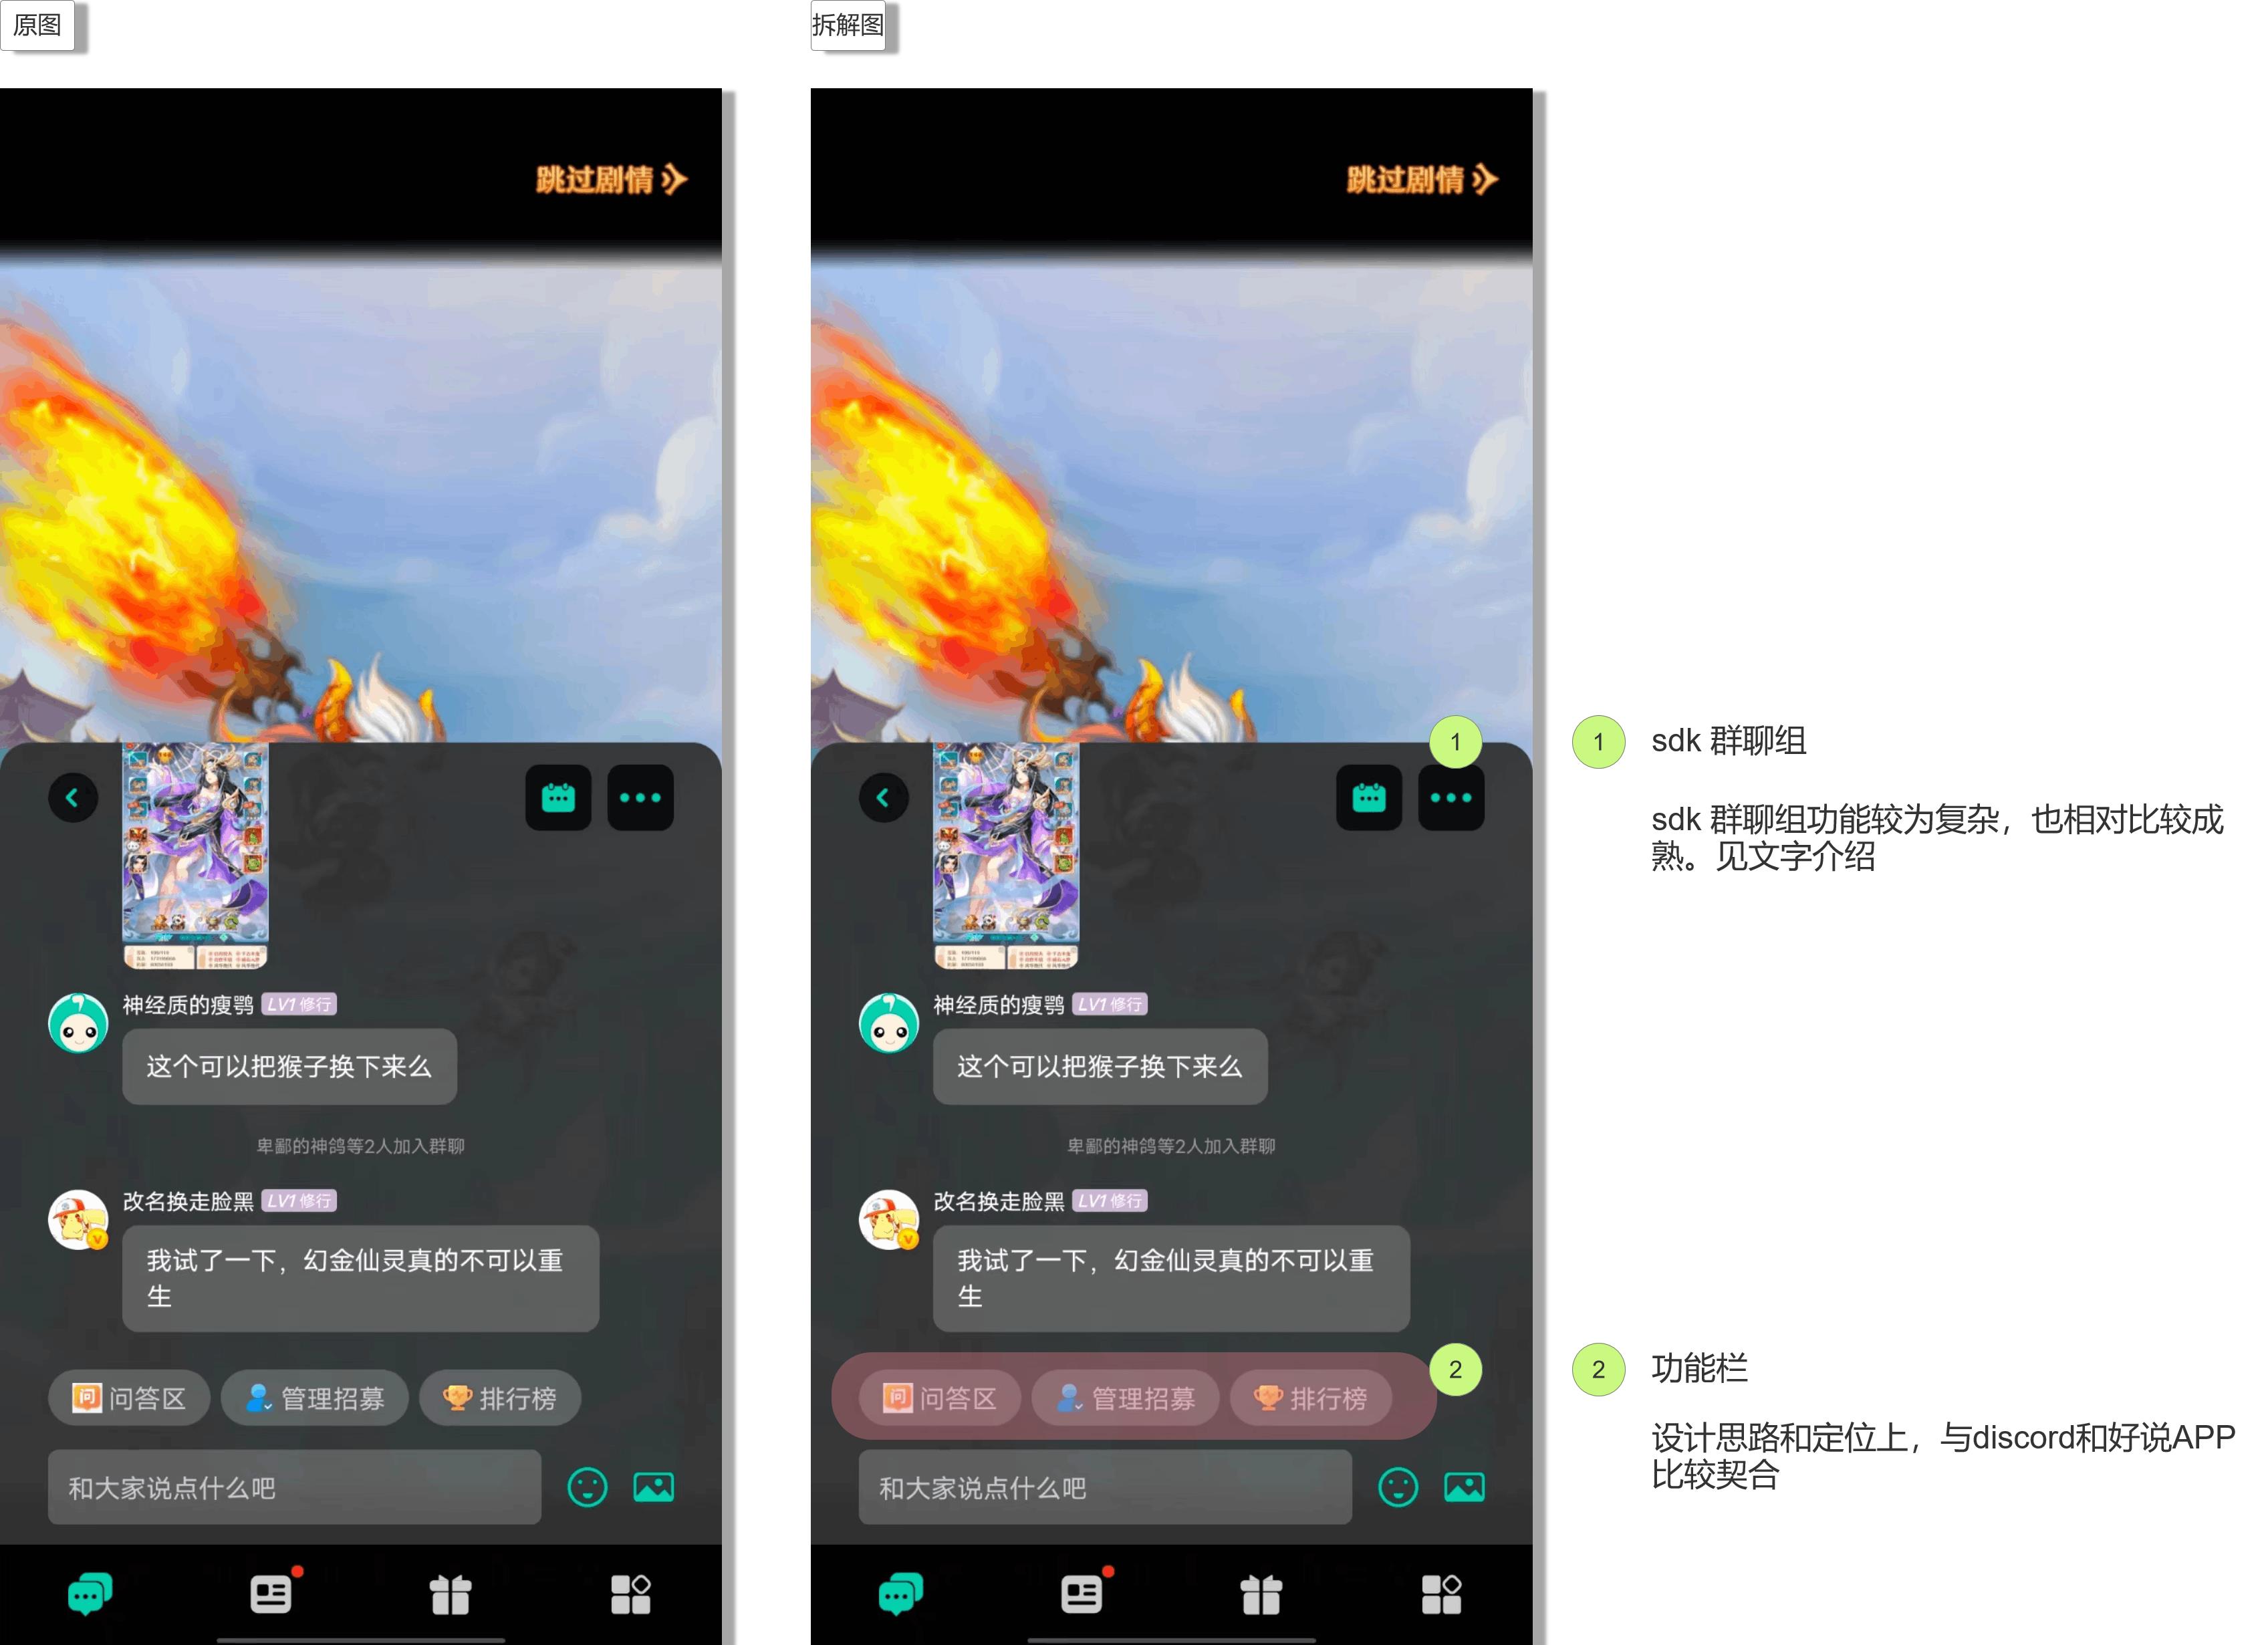 原图
拆解图
跳过剧情
神经质的瘦鹗 LV1 修行
这个可以把猴子换下来么
卑鄙的神鸽等2人加入群聊
改名换走脸黑 LV1 修行
我试了一下，幻金仙灵真的不可以重
生
问 问答区 管理招募 排行榜
和大家说点什么吧
跳过剧情
神经质的瘦鹗 LV1 修行
这个可以把猴子换下来么
卑鄙的神鸽等2人加入群聊
改名换走脸黑 LV1 修行
我试了一下，幻金仙灵真的不可以重
生
问 问答区 管理招募 排行榜
和大家说点什么吧
1
2
1 sdk 群聊组
sdk 群聊组功能较为复杂，也相对比较成
熟。见文字介绍
2 功能栏
设计思路和定位上，与discord和好说APP
比较契合